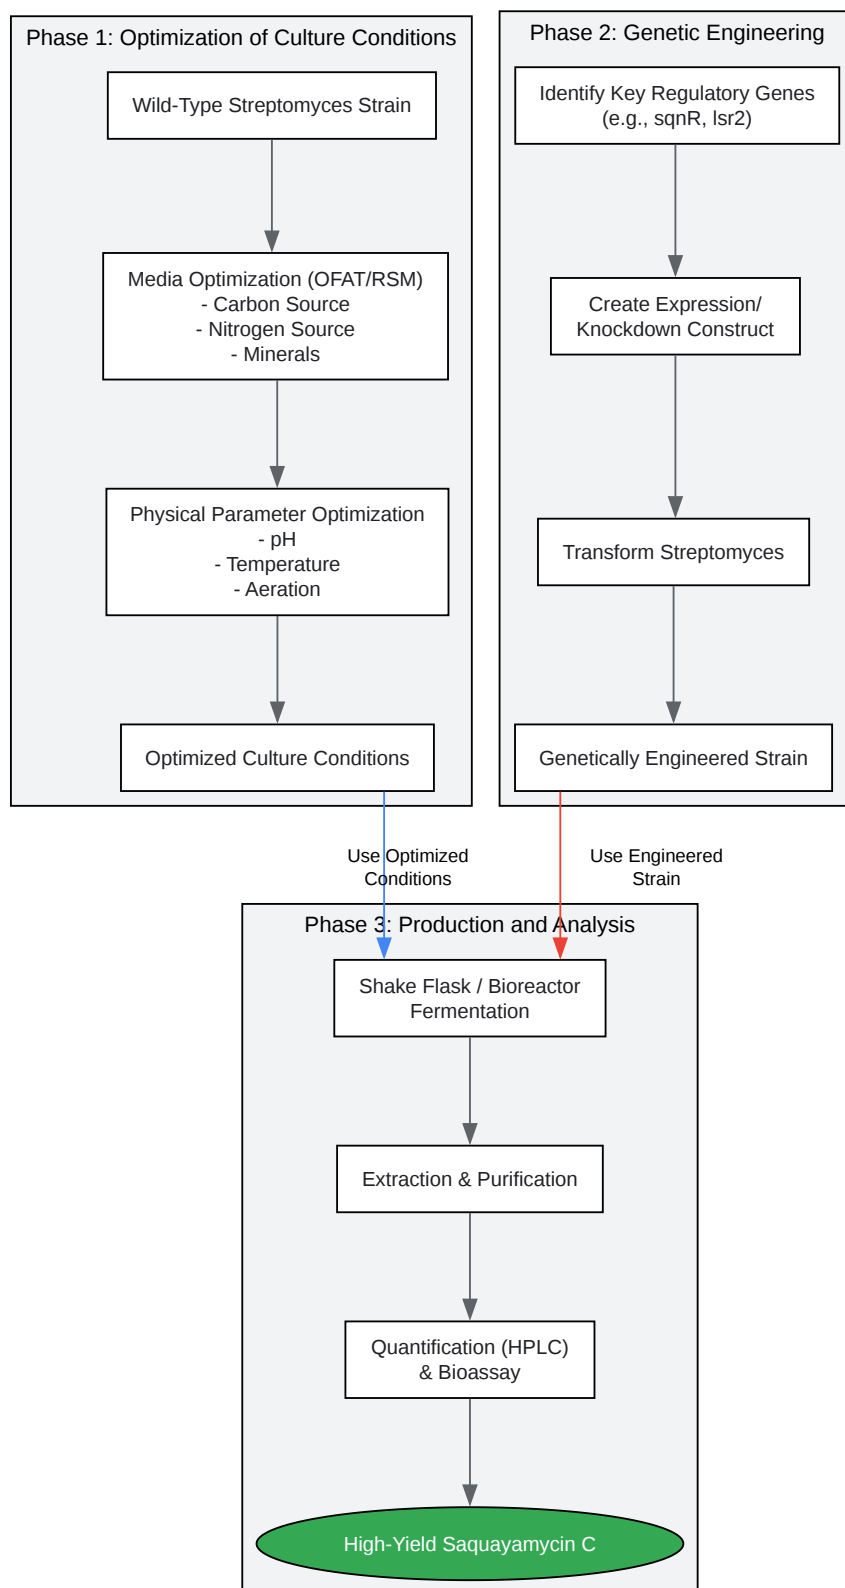 Phase 1: Optimization of Culture Conditions
Wild-Type Streptomyces Strain
Media Optimization (OFAT/RSM)
- Carbon Source
- Nitrogen Source
- Minerals
Physical Parameter Optimization
- pH
- Temperature
- Aeration
Optimized Culture Conditions
Phase 2: Genetic Engineering
Identify Key Regulatory Genes
(e.g., sqnR, lsr2)
Create Expression/
Knockdown Construct
Transform Streptomyces
Genetically Engineered Strain
Use Optimized
Conditions
Use Engineered
Strain
Phase 3: Production and Analysis
Shake Flask / Bioreactor
Fermentation
Extraction & Purification
Quantification (HPLC)
& Bioassay
High-Yield Saquayamycin C